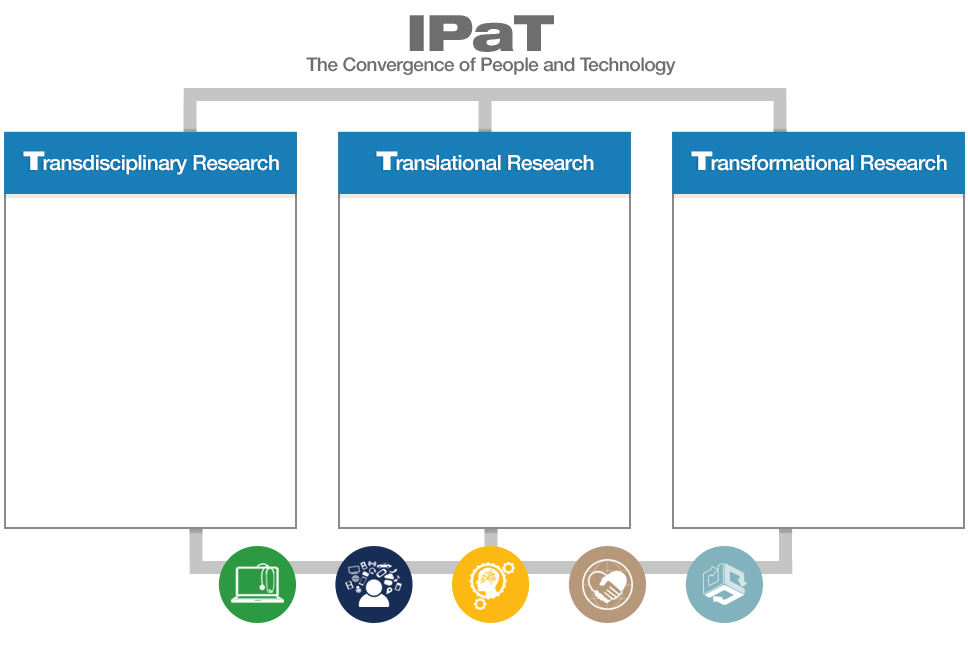 IPaT
The Convergence of People and Technology
Transdisciplinary Research
Translational Research
Transformational Research